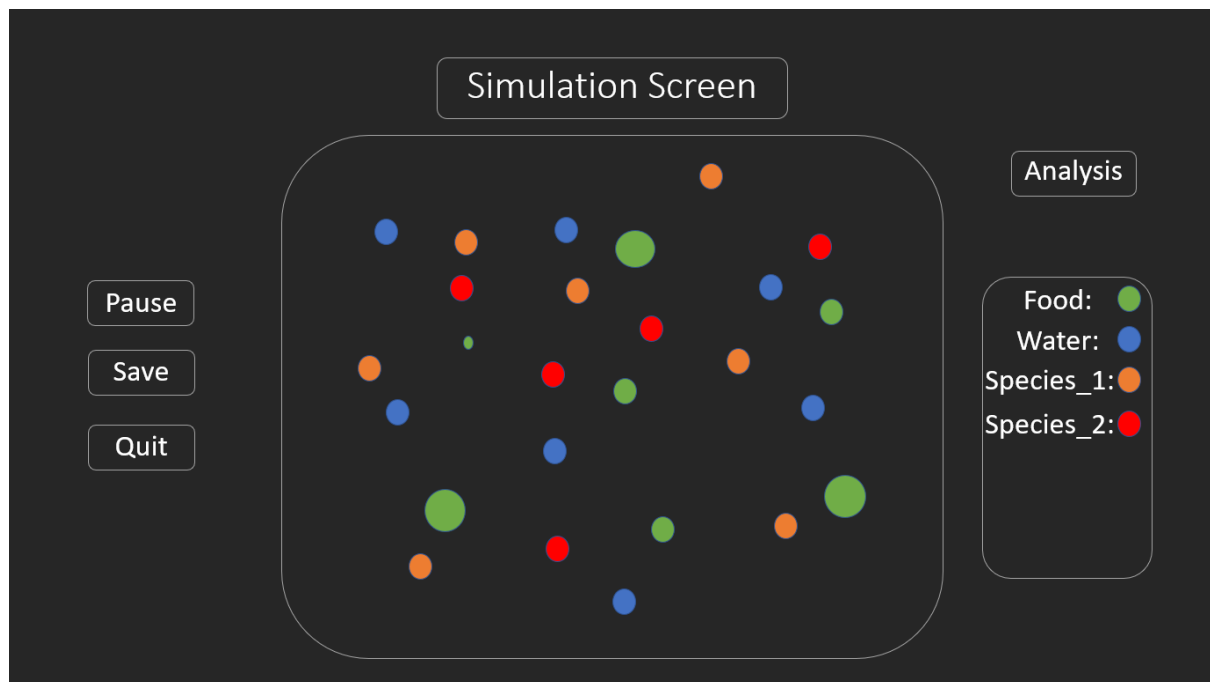 Simulation Screen
Analysis
Pause
Save
Quit
Food:
Water:
Species_1:
Species_2: